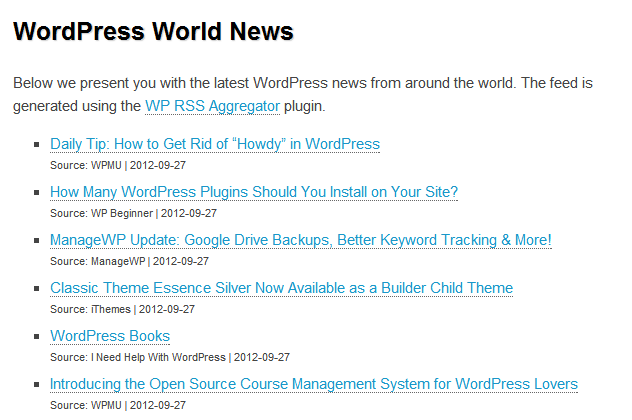 WordPress World News
Below we present you with the latest WordPress news from around the world. The feed is
generated using the WP RSS Aggregator plugin.
Daily Tip: How to Get Rid of “Howdy” in WordPress
Source: WPMU | 2012-09-27
How Many WordPress Plugins Should You Install on Your Site?
Source: WP Beginner | 2012-09-27
ManageWP Update: Google Drive Backups, Better Keyword Tracking & More!
Source: ManageWP | 2012-09-27
Classic Theme Essence Silver Now Available as a Builder Child Theme
Source: iThemes | 2012-09-27
WordPress Books
Source: I Need Help With WordPress | 2012-09-27
Introducing the Open Source Course Management System for WordPress Lovers
Source: WPMU | 2012-09-27